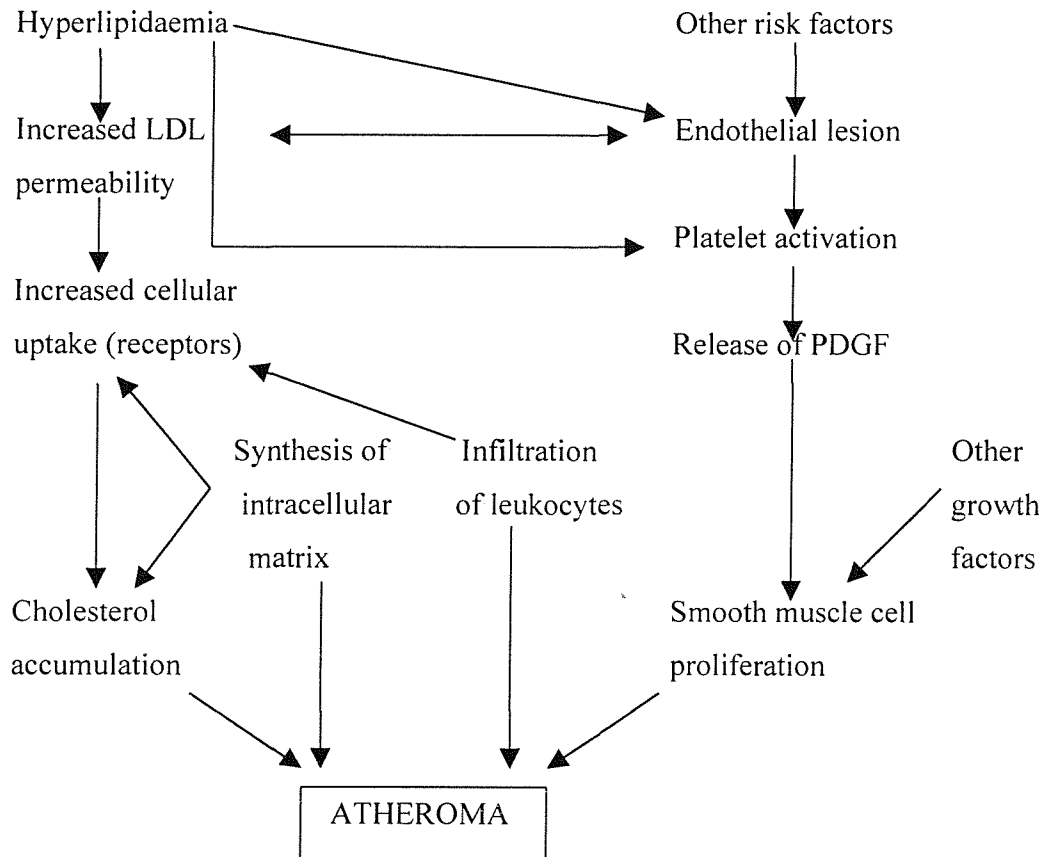 Hyperlipidaemia
Other risk factors
Increased LDL
permeability
Endothelial lesion
Platelet activation
Increased cellular
uptake (receptors)
Release of PDGF
Synthesis of
intracellular
matrix
Infiltration
of leukocytes
Other
growth
factors
Cholesterol
accumulation
Smooth muscle cell
proliferation
ATHEROMA